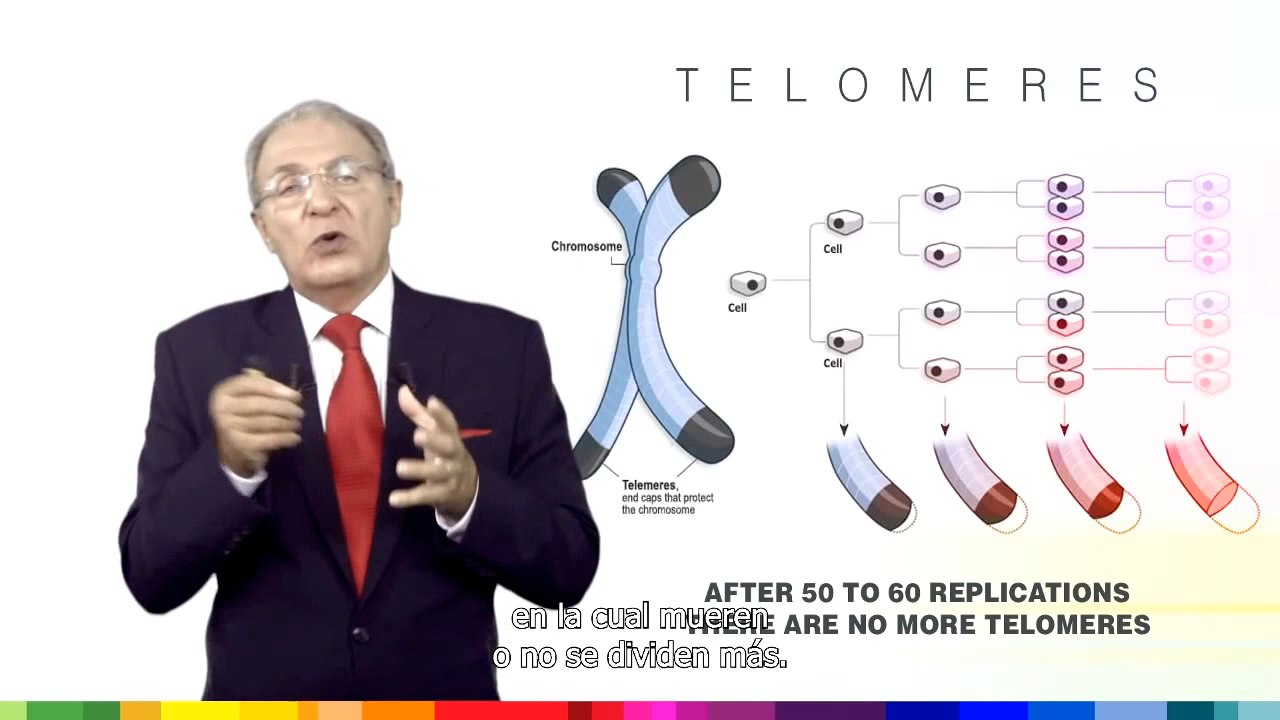 TELOMERES
Chromosome
Cell
Cell
Cell
Telemeres,
end caps that protect
the chromosome
AFTER 50 TO 60 REPLICATIONS
THERE ARE NO MORE TELOMERES
en la cual mueren
o no se dividen más.